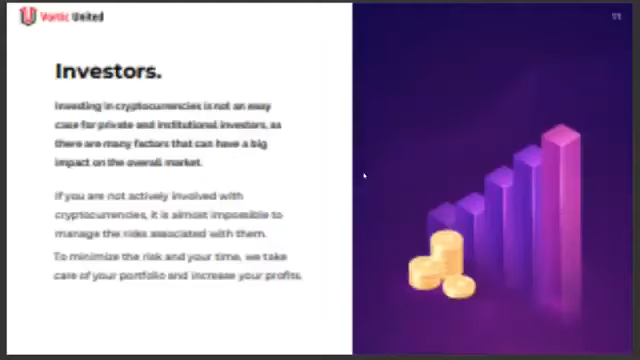 Vortic United
11
Investors.
Investing in cryptocurrencies is not an easy
case for private and institutional investors, as
there are many factors that can have a big
impact on the overall market.
If you are not actively involved with
cryptocurrencies, it is almost impossible to
manage the risks associated with them.
To minimize the risk and your time, we take
care of your portfolio and increase your profits.